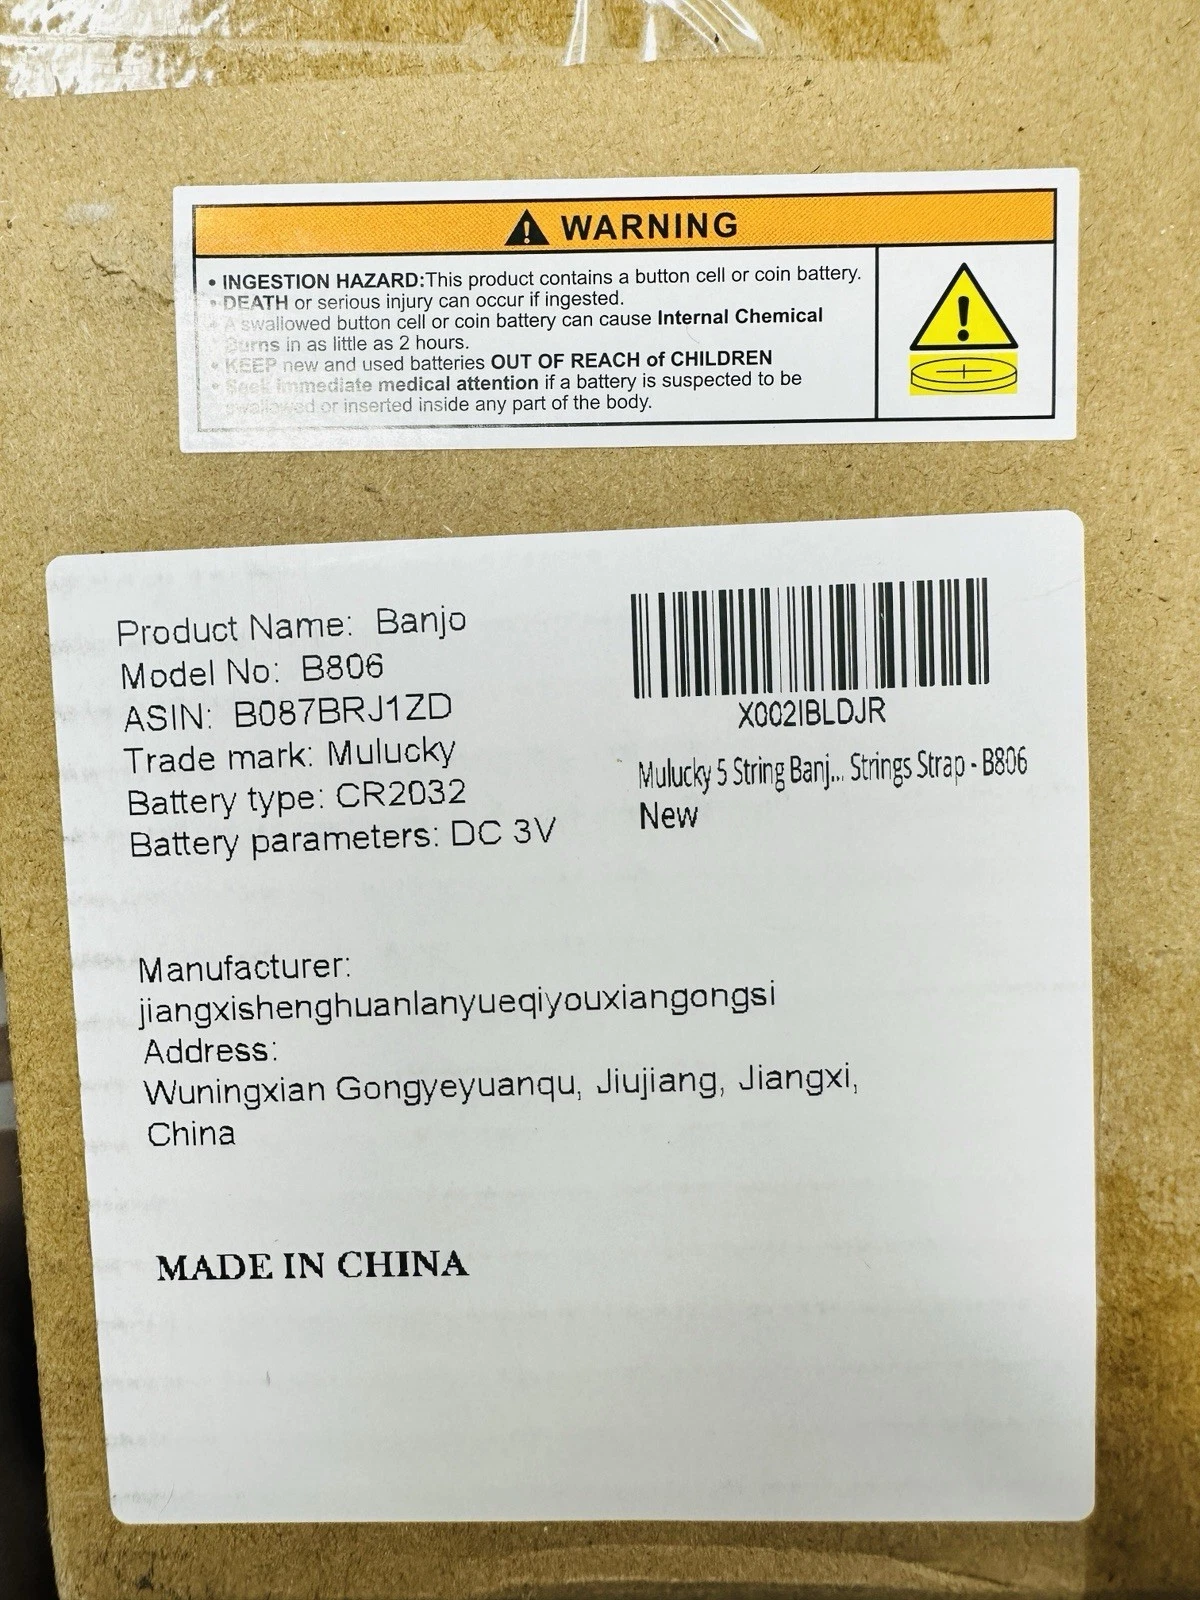 WARNING
• INGESTION HAZARD:This product contains a button cell or coin battery.
• DEATH or serious injury can occur if ingested.
• A swallowed button cell or coin battery can cause Internal Chemical
Burns in as little as 2 hours.
• KEEP new and used batteries OUT OF REACH of CHILDREN
• Seek immediate medical attention if a battery is suspected to be
swallowed or inserted inside any part of the body.
Product Name: Banjo
Model No: B806
ASIN: B087BRJ1ZD
Trade mark: Mulucky
Battery type: CR2032
Battery parameters: DC 3V
X002IBLDJR
Mulucky 5 String Banj... Strings Strap - B806
New
Manufacturer:
jiangxishenghuanlanyueqiyouxiangongsi
Address:
Wuningxian Gongyeyuanqu, Jiujiang, Jiangxi,
China
MADE IN CHINA